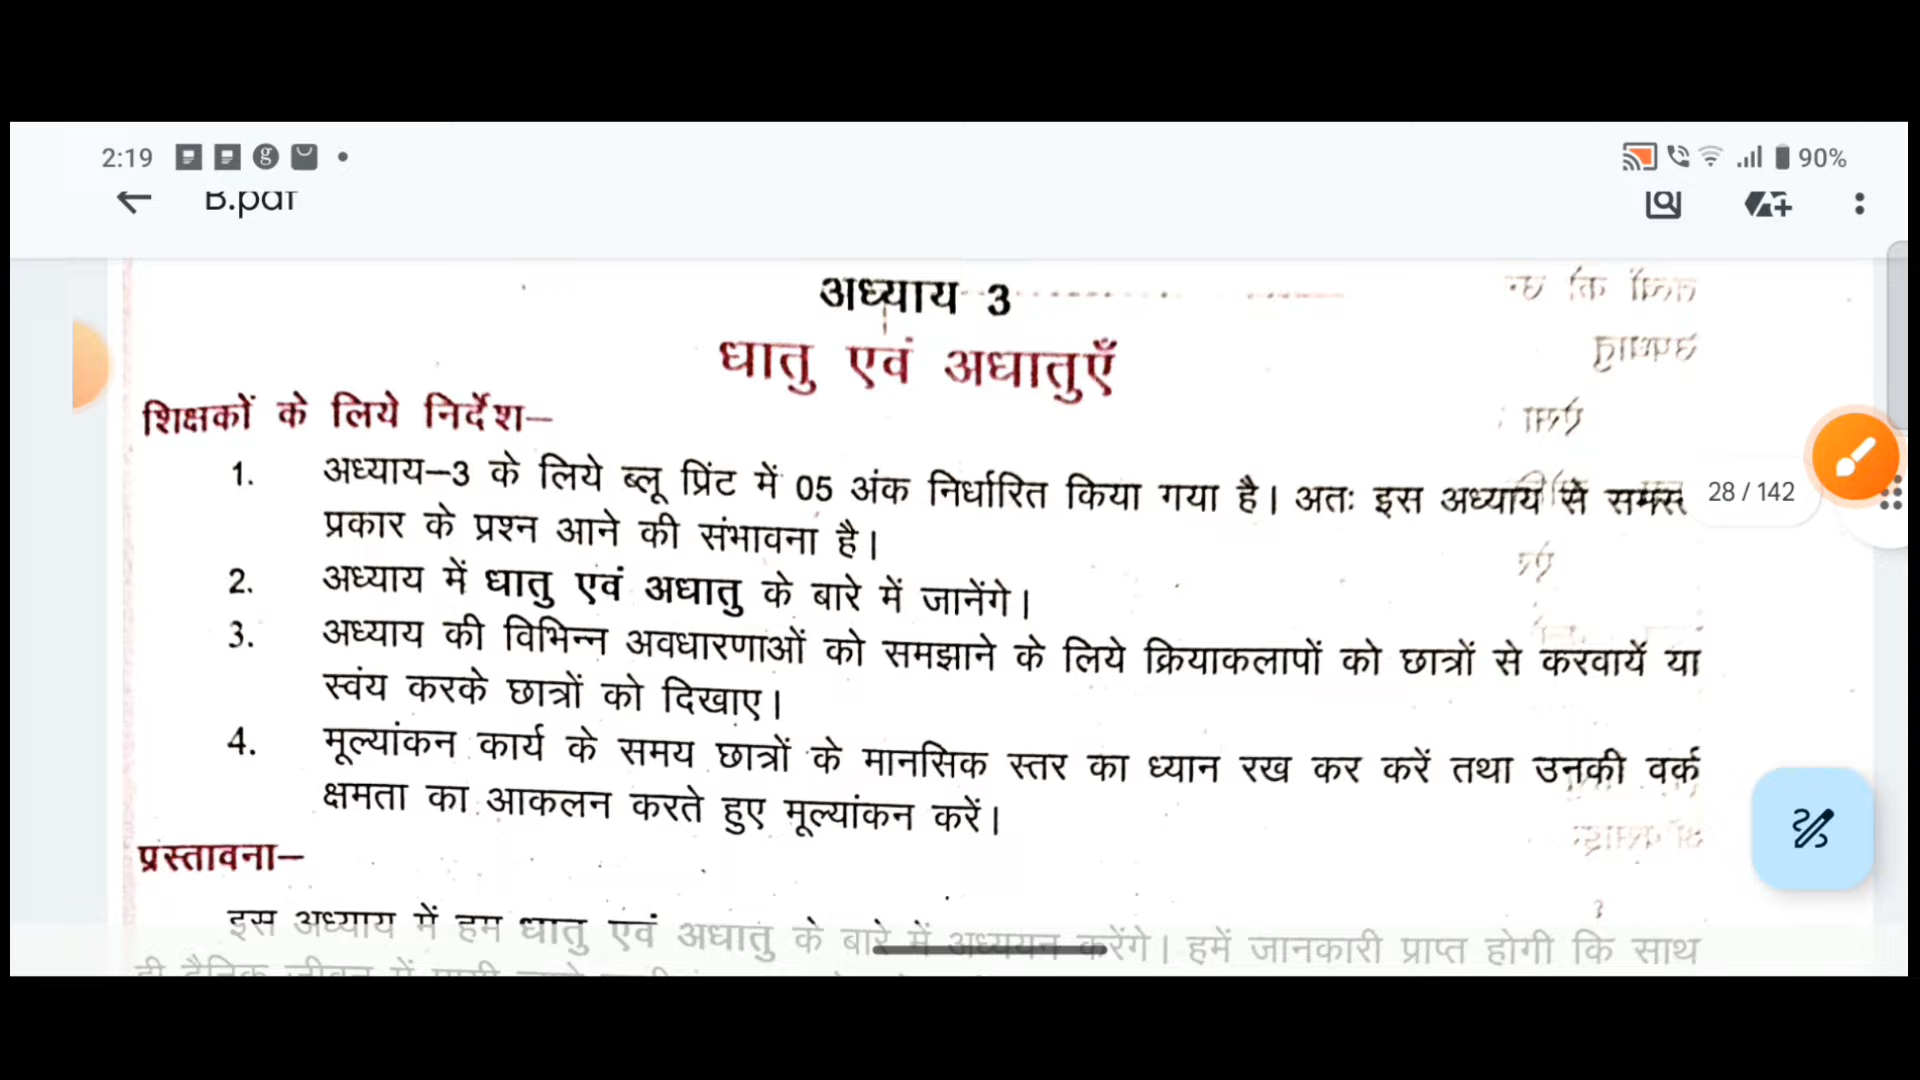 2:19
90%
B.pdf
अध्याय 3
धातु एवं अधातुएँ
शिक्षकों के लिये निर्देश–
1. अध्याय–3 के लिये ब्लू प्रिंट में 05 अंक निर्धारित किया गया है। अतः इस अध्याय से समस्त
28 / 142
प्रकार के प्रश्न आने की संभावना है।
2. अध्याय में धातु एवं अधातु के बारे में जानेंगे।
3. अध्याय की विभिन्न अवधारणाओं को समझाने के लिये क्रियाकलापों को छात्रों से करवायें या
स्वंय करके छात्रों को दिखाए।
4. मूल्यांकन कार्य के समय छात्रों के मानसिक स्तर का ध्यान रख कर करें तथा उनकी वर्क
क्षमता का आकलन करते हुए मूल्यांकन करें।
प्रस्तावना–
इस अध्याय में हम धातु एवं अधातु के बारे में अध्ययन करेंगे। हमें जानकारी प्राप्त होगी कि साथ